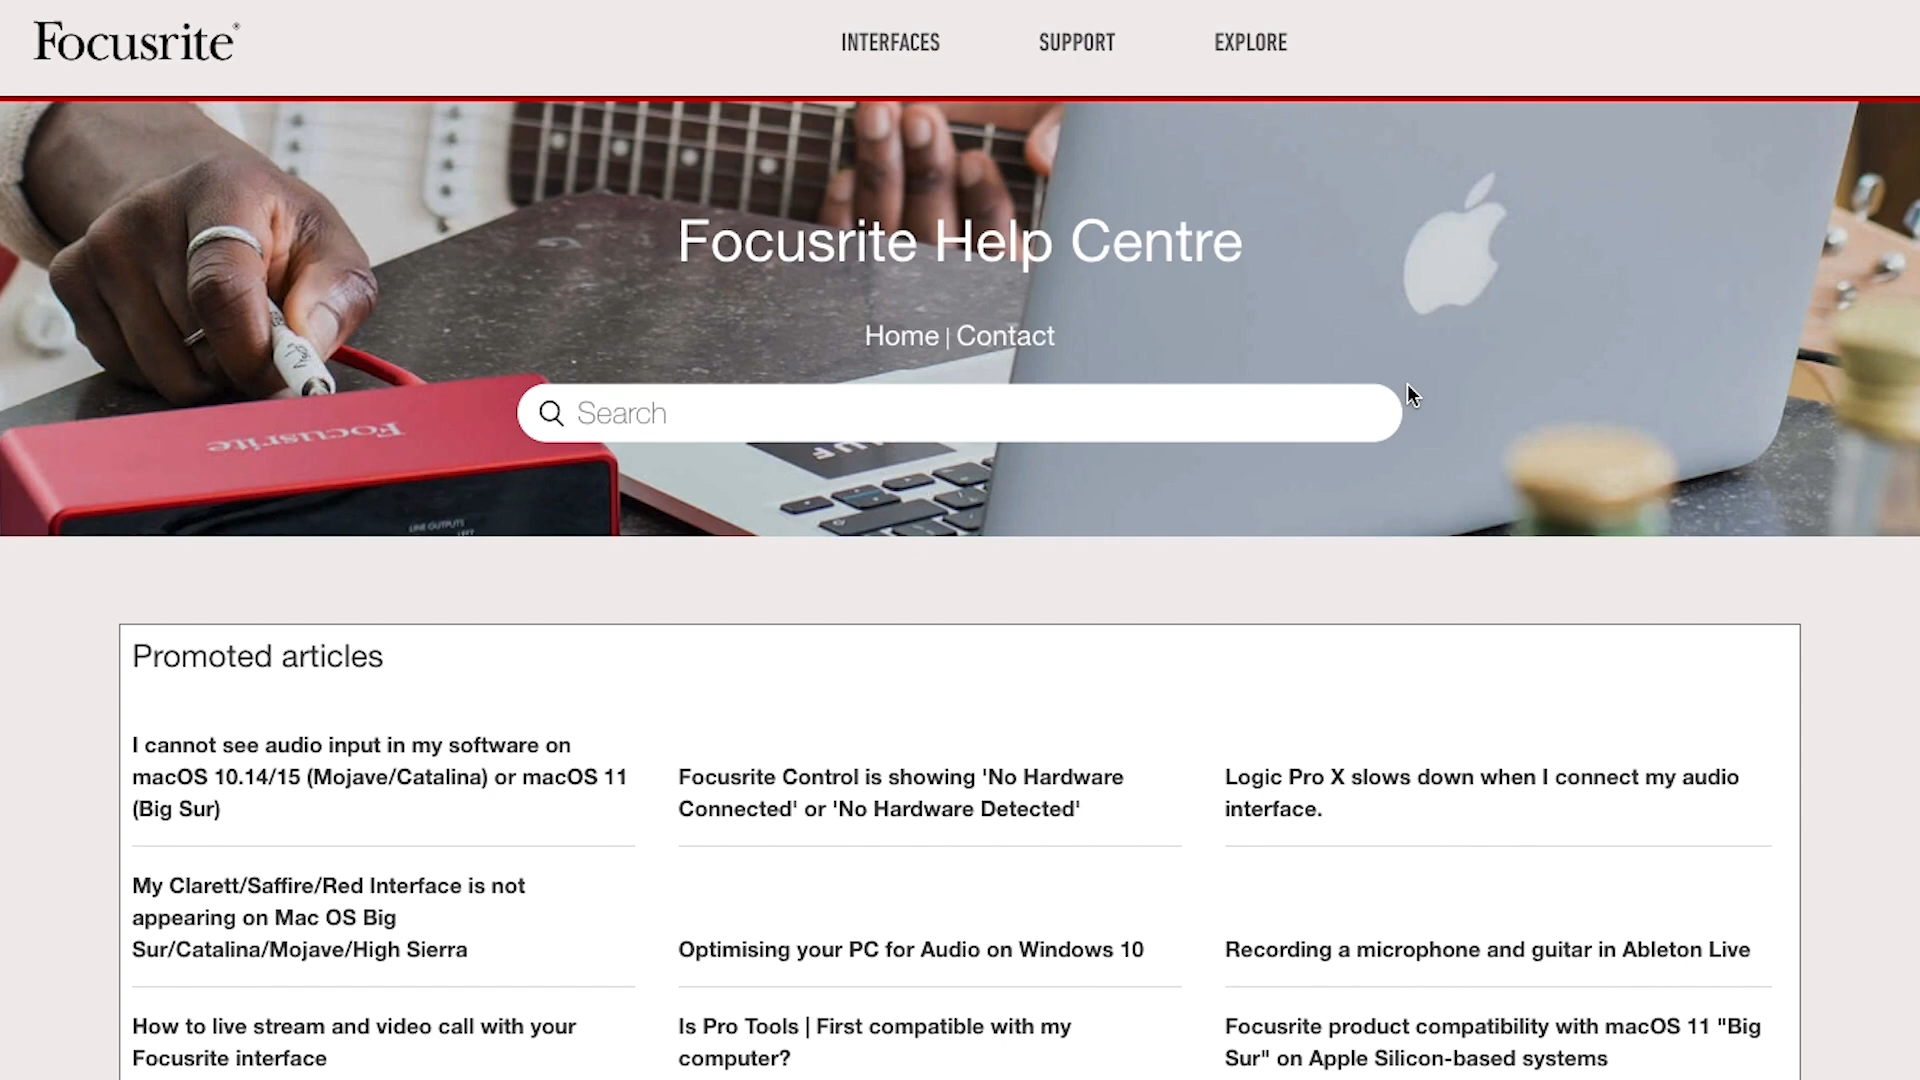 Focusrite®
INTERFACES
SUPPORT
EXPLORE
Focusrite Help Centre
Home | Contact
Search
Focusrite
LINE OUTPUTS
Promoted articles
I cannot see audio input in my software on
macOS 10.14/15 (Mojave/Catalina) or macOS 11
(Big Sur)
Focusrite Control is showing 'No Hardware
Connected' or 'No Hardware Detected'
Logic Pro X slows down when I connect my audio
interface.
My Clarett/Saffire/Red Interface is not
appearing on Mac OS Big
Sur/Catalina/Mojave/High Sierra
Optimising your PC for Audio on Windows 10
Recording a microphone and guitar in Ableton Live
How to live stream and video call with your
Focusrite interface
Is Pro Tools | First compatible with my
computer?
Focusrite product compatibility with macOS 11 "Big
Sur" on Apple Silicon-based systems